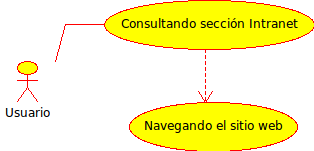 Consultando sección Intranet
Usuario
Navegando el sitio web